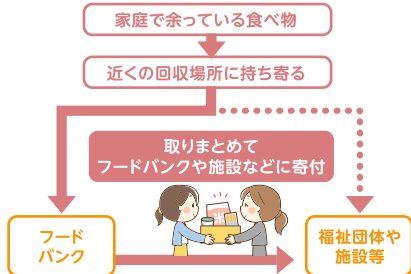 家庭で余っている食べ物
近くの回収場所に持ち寄る
取りまとめて
フードバンクや施設などに寄付
米
フード
バンク
福祉団体や
施設等